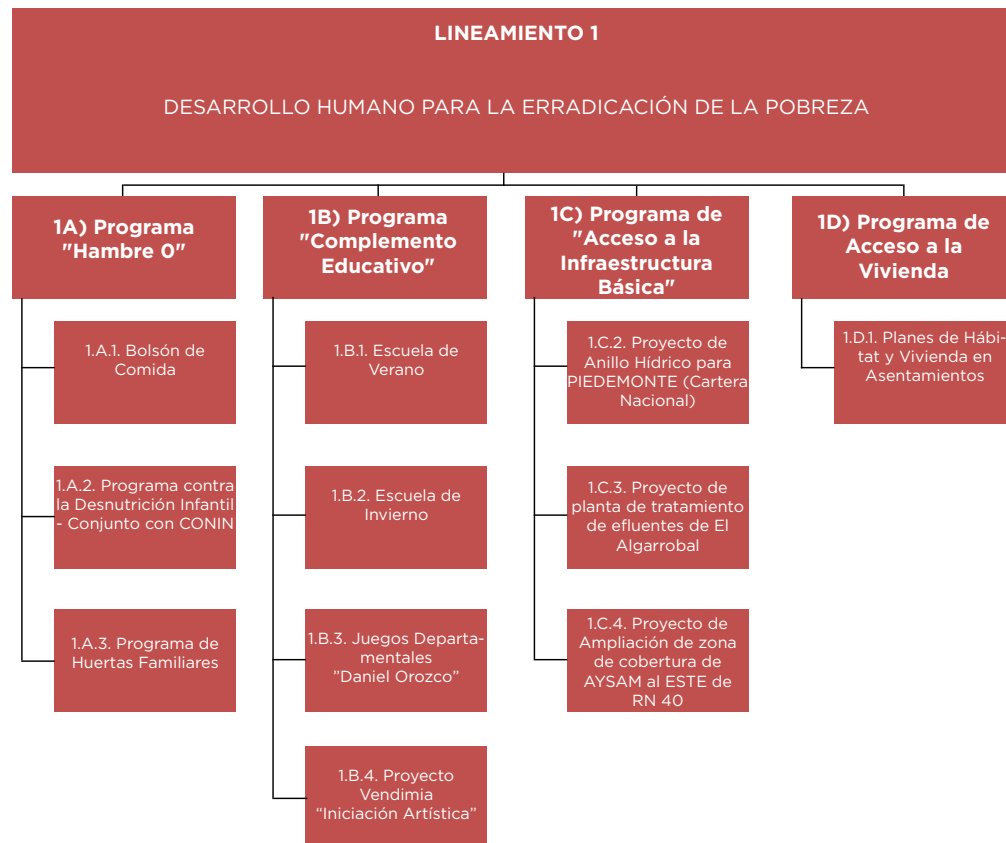 LINEAMIENTO 1
DESARROLLO HUMANO PARA LA ERRADICACIÓN DE LA POBREZA
1A) Programa
"Hambre 0"
1.A.1. Bolsón de
Comida
1.A.2. Programa contra
la Desnutrición Infantil
- Conjunto con CONIN
1.A.3. Programa de
Huertas Familiares
1B) Programa
"Complemento
Educativo"
1.B.1. Escuela de
Verano
1.B.2. Escuela de
Invierno
1.B.3. Juegos Departa-
mentales
”Daniel Orozco”
1.B.4. Proyecto
Vendimia
“Iniciación Artística”
1C) Programa de
"Acceso a la
Infraestructura
Básica"
1.C.2. Proyecto de
Anillo Hídrico para
PIEDEMONTE (Cartera
Nacional)
1.C.3. Proyecto de
planta de tratamiento
de efluentes de El
Algarrobal
1.C.4. Proyecto de
Ampliación de zona
de cobertura de
AYSAM al ESTE de
RN 40
1D) Programa de
Acceso a la
Vivienda
1.D.1. Planes de Hábi-
tat y Vivienda en
Asentamientos